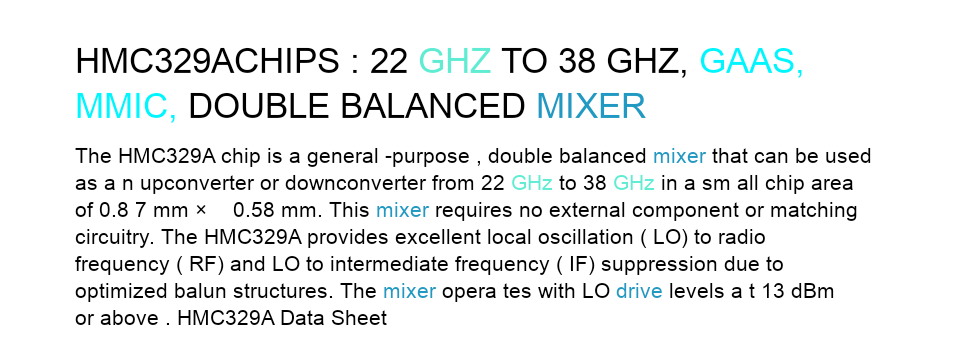 HMC329ACHIPS : 22 GHZ TO 38 GHZ, GAAS,
MMIC, DOUBLE BALANCED MIXER
The HMC329A chip is a general -purpose , double balanced mixer that can be used
as a n upconverter or downconverter from 22 GHz to 38 GHz in a sm all chip area
of 0.8 7 mm ×    0.58 mm. This mixer requires no external component or matching
circuitry. The HMC329A provides excellent local oscillation ( LO) to radio
frequency ( RF) and LO to intermediate frequency ( IF) suppression due to
optimized balun structures. The mixer opera tes with LO drive levels a t 13 dBm
or above . HMC329A Data Sheet